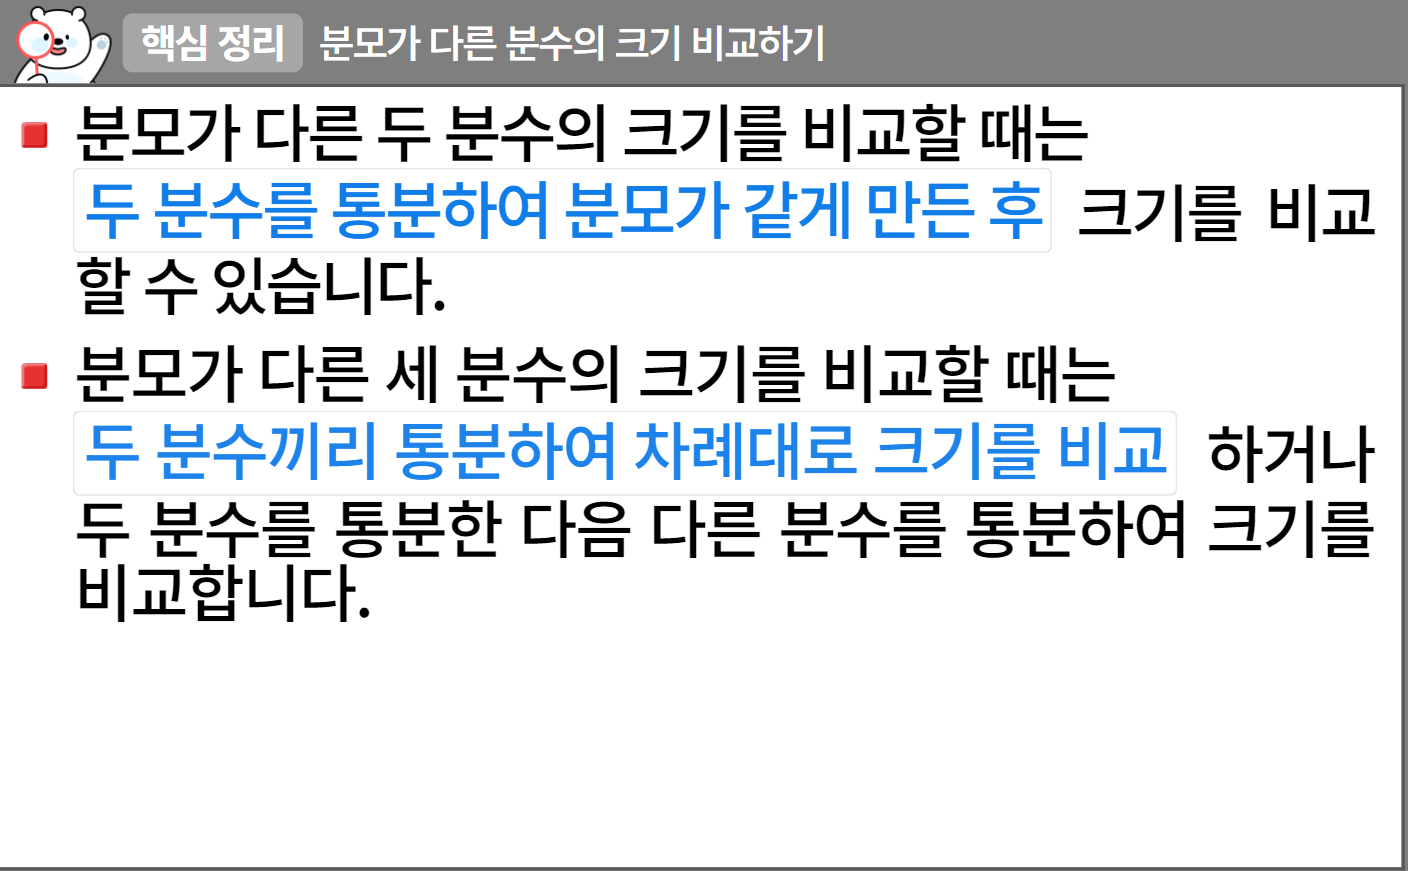 핵심 정리 분모가 다른 분수의 크기 비교하기
분모가 다른 두 분수의 크기를 비교할 때는
두 분수를 통분하여 분모가 같게 만든 후 크기를 비교
할 수 있습니다.
분모가 다른 세 분수의 크기를 비교할 때는
두 분수끼리 통분하여 차례대로 크기를 비교 하거나
두 분수를 통분한 다음 다른 분수를 통분하여 크기를
비교합니다.